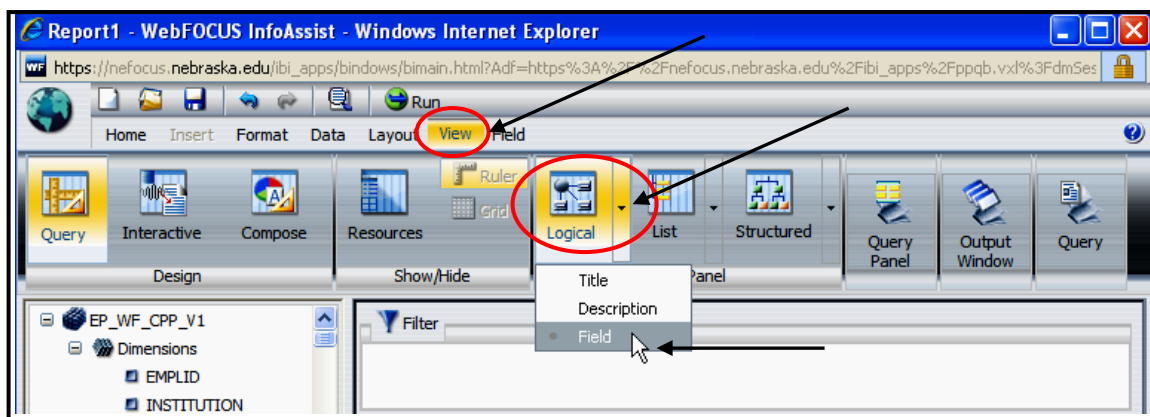 Report1 - WebFOCUS InfoAssist - Windows Internet Explorer
https://nefocus.nebraska.edu/ibi_apps/bindows/bimain.html?Adf=https%3A%2F%2Fnefocus.nebraska.edu%2Fibi_apps%2Fppqb.vxl%3FdmSes
Run
Home Insert Format Data Layout View Field
Ruler
Grid
Query Interactive Compose Resources Logical List Structured Query Panel Output Window Query
Design Show/Hide Panel
Title
Description
Field
EP_WF_CPP_V1
Filter
Dimensions
EMPLID
INSTITUTION